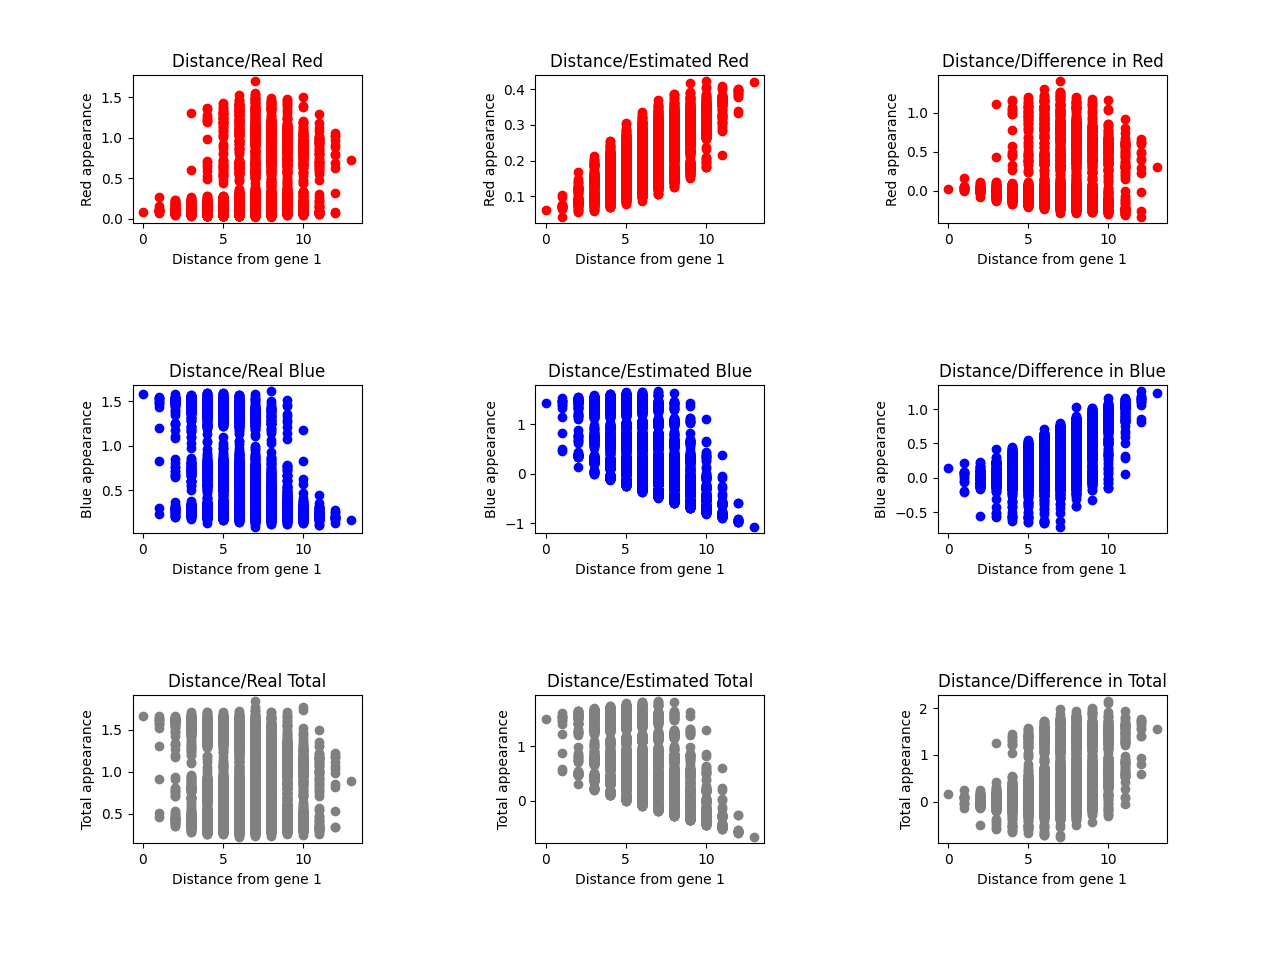 Distance/Real Red
Distance/Estimated Red
Distance/Difference in Red
Red appearance
1.5
1.0
0.5
0.0
0 5 10
Distance from gene 1
Red appearance
0.4
0.3
0.2
0.1
0 5 10
Distance from gene 1
Red appearance
1.0
0.5
0.0
0 5 10
Distance from gene 1
Distance/Real Blue
Distance/Estimated Blue
Distance/Difference in Blue
Blue appearance
1.5
1.0
0.5
0 5 10
Distance from gene 1
Blue appearance
1
0
−1
0 5 10
Distance from gene 1
Blue appearance
1.0
0.5
0.0
−0.5
0 5 10
Distance from gene 1
Distance/Real Total
Distance/Estimated Total
Distance/Difference in Total
Total appearance
1.5
1.0
0.5
0 5 10
Distance from gene 1
Total appearance
1
0
0 5 10
Distance from gene 1
Total appearance
2
1
0
0 5 10
Distance from gene 1